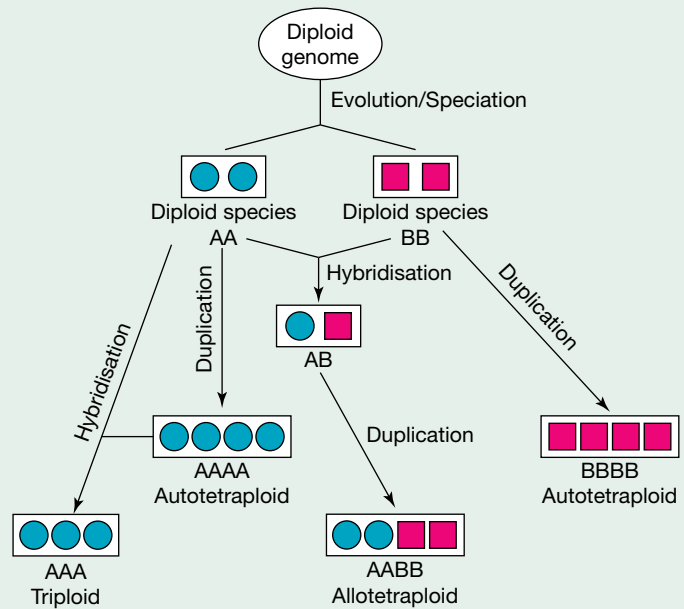 Diploid
genome
Evolution/Speciation
Diploid species
AA
Diploid species
BB
Hybridisation
Duplication
Duplication
Hybridisation
AB
Duplication
AAAA
Autotetraploid
BBBB
Autotetraploid
AAA
Triploid
AABB
Allotetraploid